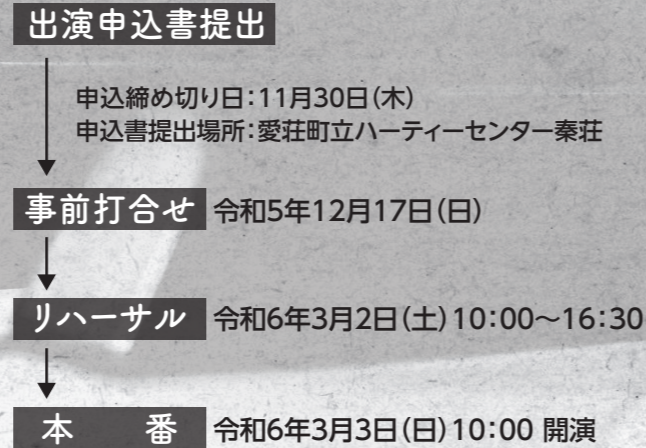 出演申込書提出
申込締め切り日：11月30日（木）
申込書提出場所：愛荘町立ハーティーセンター秦荘
事前打合せ 令和5年12月17日（日）
リハーサル 令和6年3月2日（土）10：00〜16：30
本　番 令和6年3月3日（日）10：00 開演